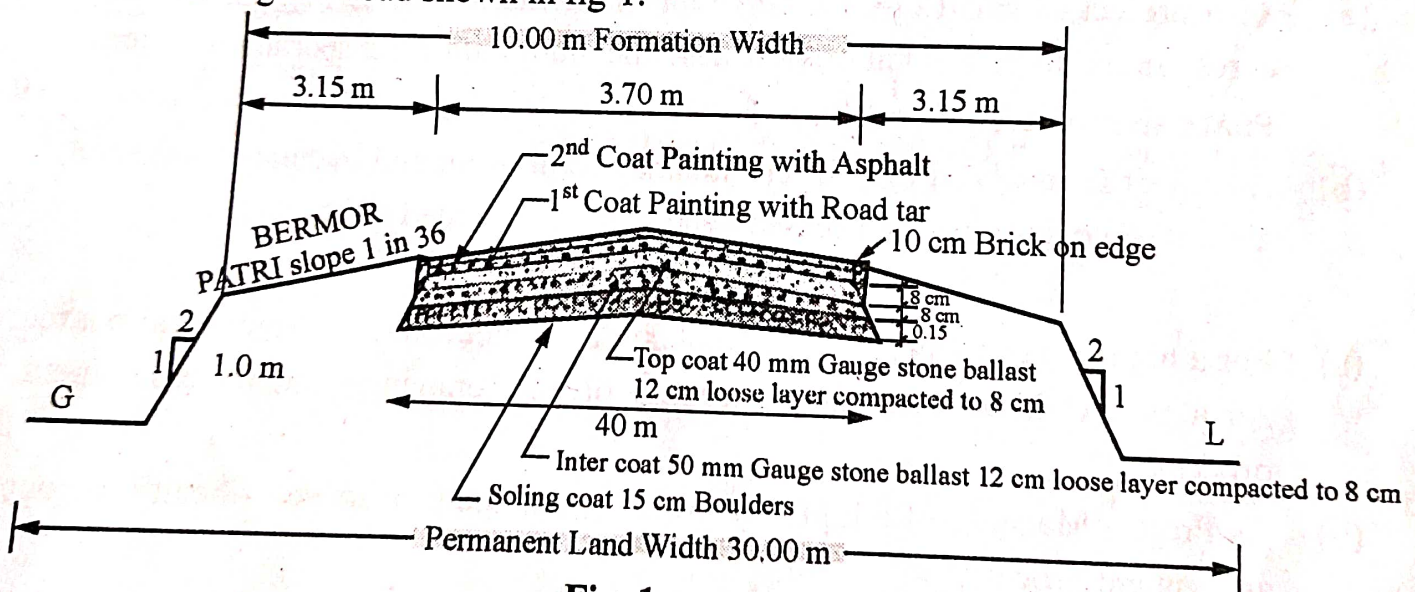 shown in fig 1.
10.00 m Formation Width
3.15 m
3.70 m
3.15 m
2nd Coat Painting with Asphalt
1st Coat Painting with Road tar
BERMOR
PATRI slope 1 in 36
10 cm Brick on edge
8 cm
8 cm
0.15
2
1
1.0 m
2
1
Top coat 40 mm Gauge stone ballast
12 cm loose layer compacted to 8 cm
G
40 m
L
Inter coat 50 mm Gauge stone ballast 12 cm loose layer compacted to 8 cm
Soling coat 15 cm Boulders
Permanent Land Width 30.00 m